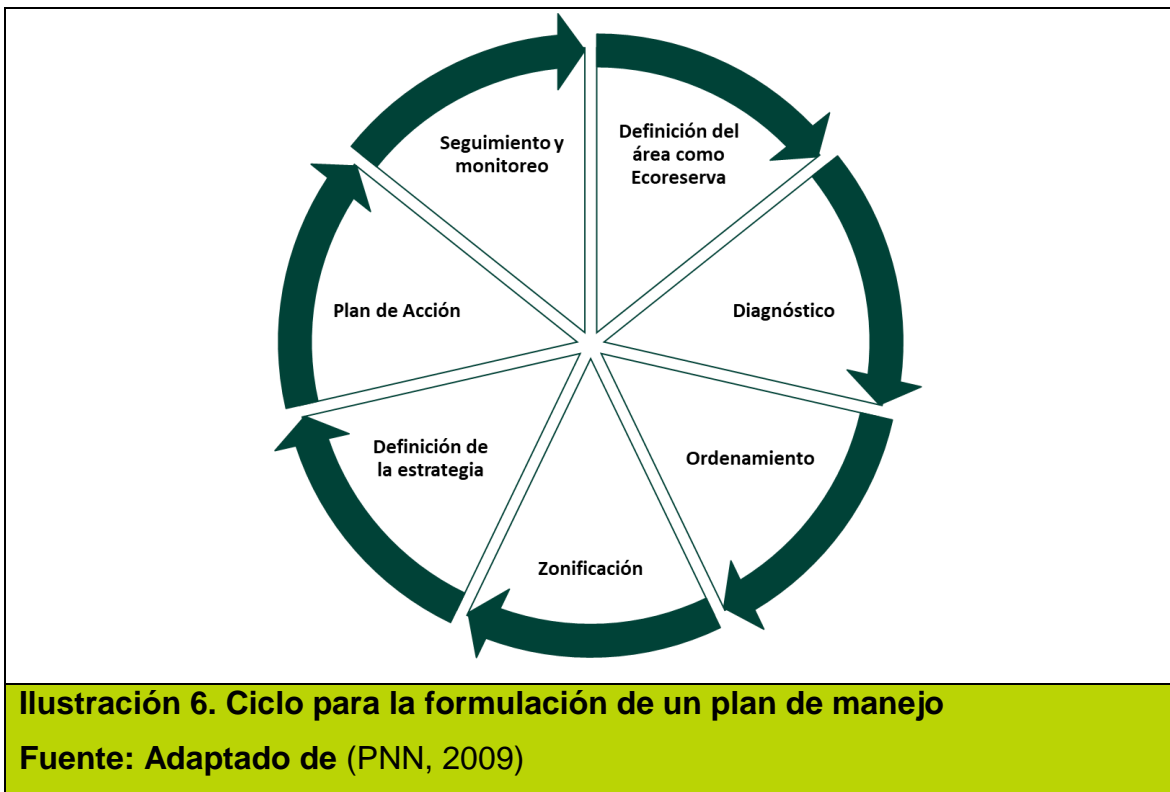 Definición del
área como
Ecoreserva
Diagnóstico
Ordenamiento
Zonificación
Definición de
la estrategia
Plan de Acción
Seguimiento y
monitoreo
Ilustración 6. Ciclo para la formulación de un plan de manejo
Fuente: Adaptado de (PNN, 2009)